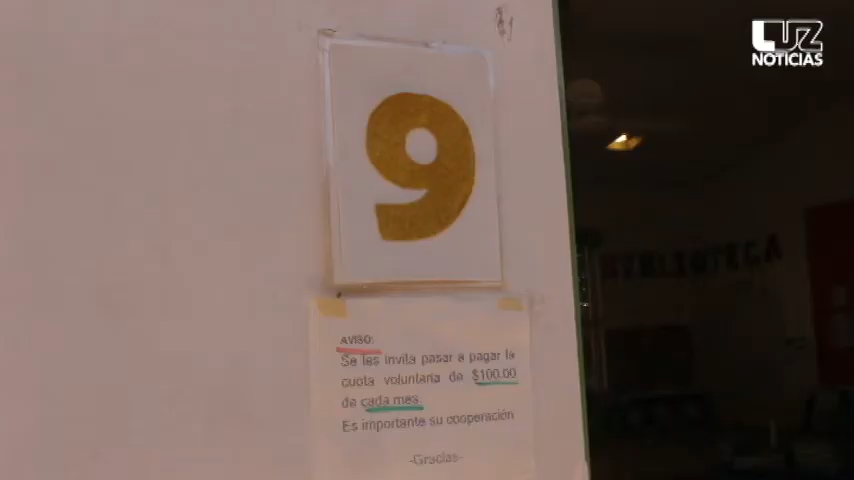 LUZ
NOTICIAS
9
BIBLIOTECA
AVISO:
Se les invita pasar a pagar la
cuota voluntaria de $100.00
de cada mes.
Es importante su cooperación
-Gracias-